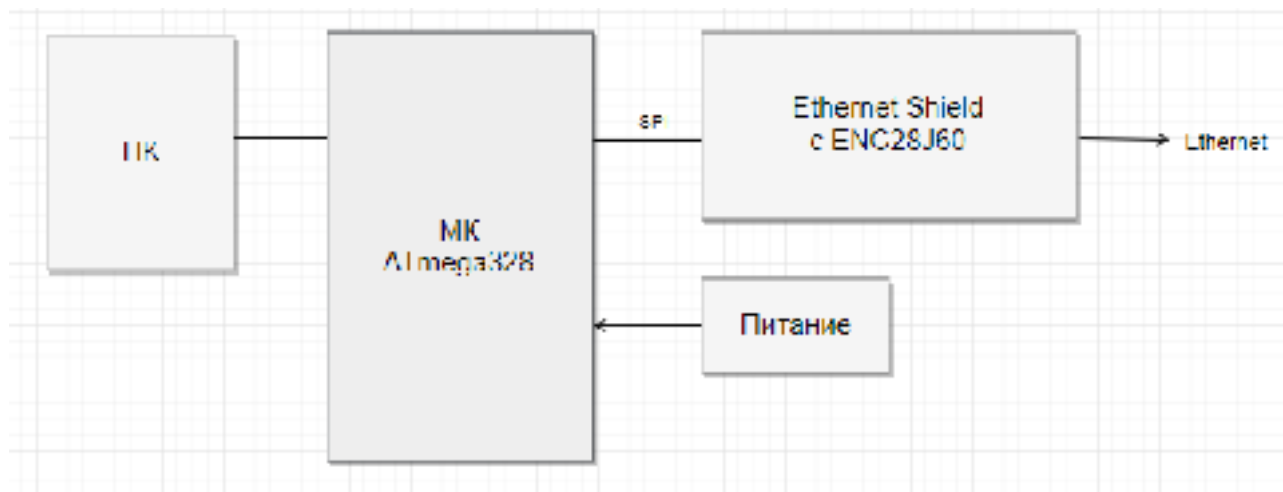 ПК
МК
ATmega328
SPI
Ethernet Shield
с ENC28J60
Ethernet
Питание